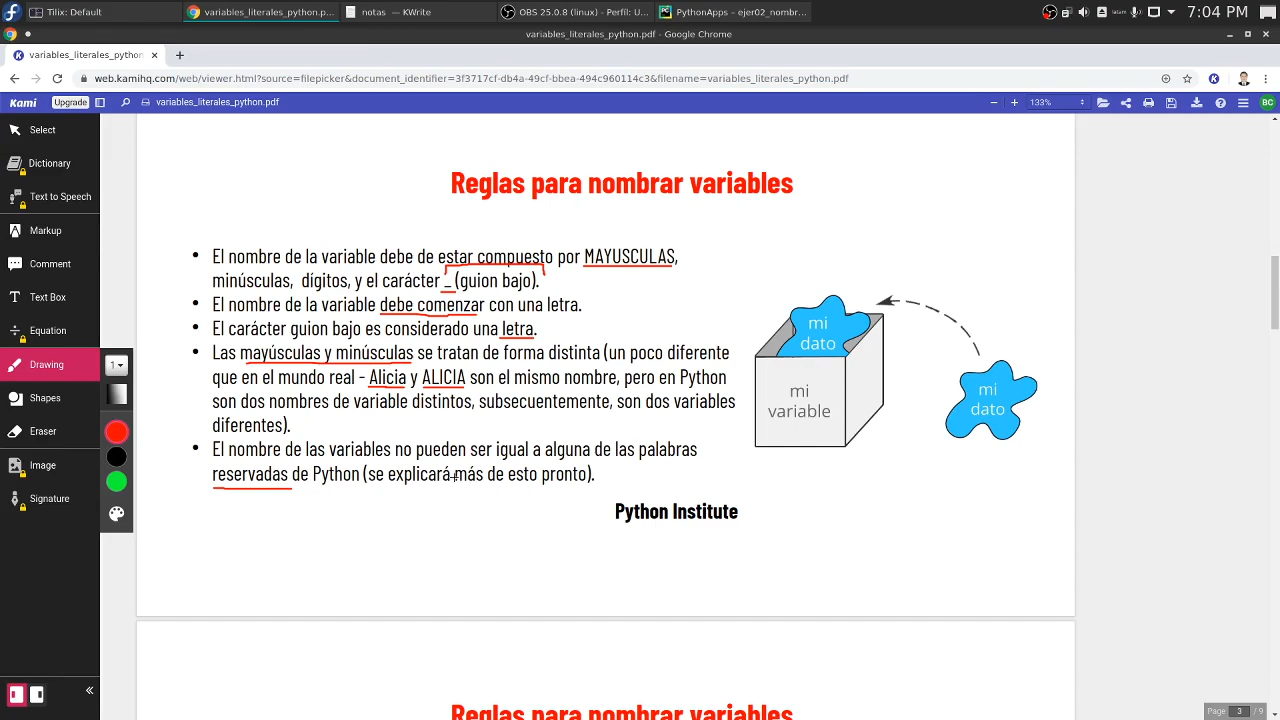 Tilix: Default
variables_literales_python.p...
notas — KWrite
OBS 25.0.8 (linux) - Perfil: U...
PythonApps – ejer02_nombr...
7:04 PM
variables_literales_python.pdf - Google Chrome
variables_literales_python
web.kamihq.com/web/viewer.html?source=filepicker&document_identifier=3f3717cf-db4a-49cf-bbea-494c960114c3&filename=variables_literales_python.pdf
Kami
Upgrade
variables_literales_python.pdf
133%
BC
Select
Dictionary
Text to Speech
Markup
Comment
Text Box
Equation
Drawing
Shapes
Eraser
Image
Signature
1
Reglas para nombrar variables
• El nombre de la variable debe de estar compuesto por MAYUSCULAS,
minúsculas, dígitos, y el carácter _ (guion bajo).
• El nombre de la variable debe comenzar con una letra.
• El carácter guion bajo es considerado una letra.
• Las mayúsculas y minúsculas se tratan de forma distinta (un poco diferente
que en el mundo real - Alicia y ALICIA son el mismo nombre, pero en Python
son dos nombres de variable distintos, subsecuentemente, son dos variables
diferentes).
• El nombre de las variables no pueden ser igual a alguna de las palabras
reservadas de Python (se explicará más de esto pronto).
mi
dato
mi
variable
mi
dato
Python Institute
Reglas para nombrar variables
Page 3 / 9